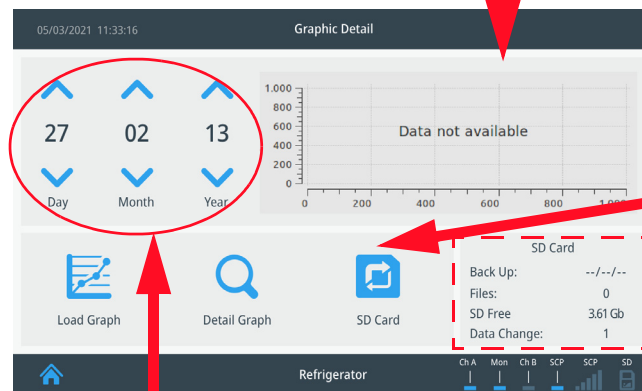 05/03/2021 11:33:16
Graphic Detail
27 02 13
Day Month Year
1.000
800
600
400
200
0
Data not available
0 200 400 600 800 1.000
Load Graph
Detail Graph
SD Card
SD Card
Back Up: --/--/--
Files: 0
SD Free 3.61 Gb
Data Change: 1
Refrigerator
Ch A Mon Ch B SCP SCP SD